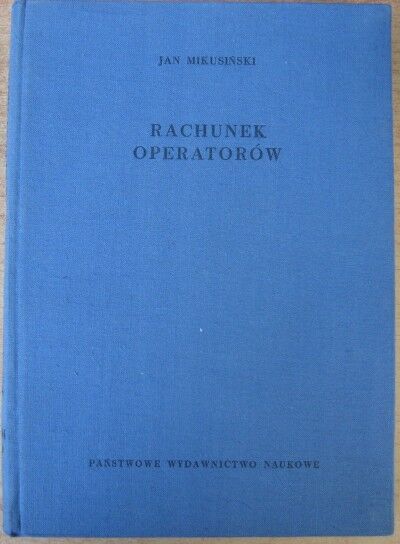 JAN MIKUSIŃSKI
RACHUNEK
OPERATORÓW
PAŃSTWOWE WYDAWNICTWO NAUKOWE